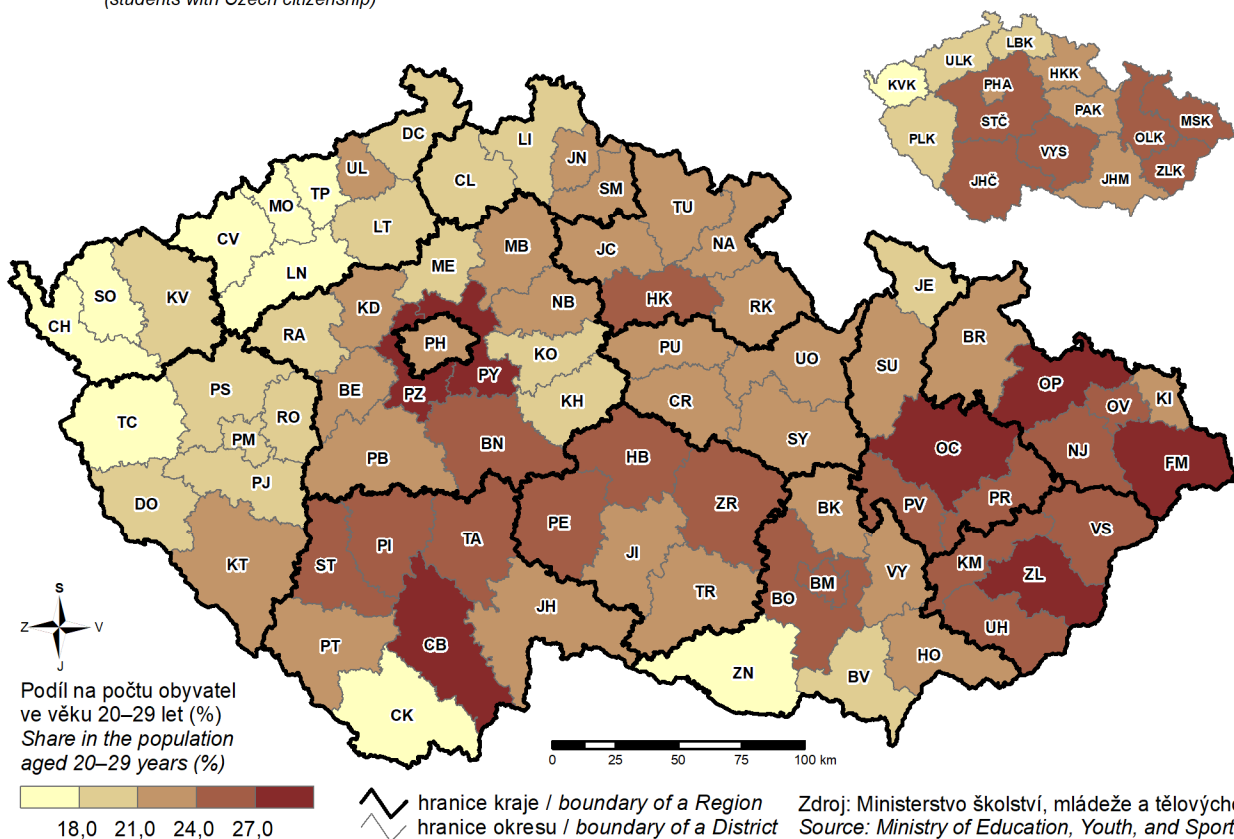 (students with Czech citizenship)
LBK
ULK
HKK
KVK
PHA
PAK
STČ
MSK
PLK
OLK
VYS
ZLK
JHČ
JHM
DC
LI
UL
JN
TP
CL
SM
MO
TU
LT
CV
NA
MB
JC
ME
LN
JE
SO
KV
HK
NB
KD
RK
CH
RA
BR
PH
PU
KO
UO
SU
PY
OP
PS
BE
PZ
KH
CR
KI
OV
RO
TC
PM
SY
BN
OC
HB
NJ
PB
FM
PJ
DO
ZR
PR
PV
BK
PE
VS
TA
PI
JI
ST
KT
KM
VY
ZL
BM
TR
BO
JH
UH
CB
PT
HO
ZN
BV
CK
S
Z V
J
Podíl na počtu obyvatel
ve věku 20–29 let (%)
Share in the population
aged 20–29 years (%)
18,0 21,0 24,0 27,0
0 25 50 75 100 km
hranice kraje / boundary of a Region
hranice okresu / boundary of a District
Zdroj: Ministerstvo školství, mládeže a tělových
Source: Ministry of Education, Youth, and Sport